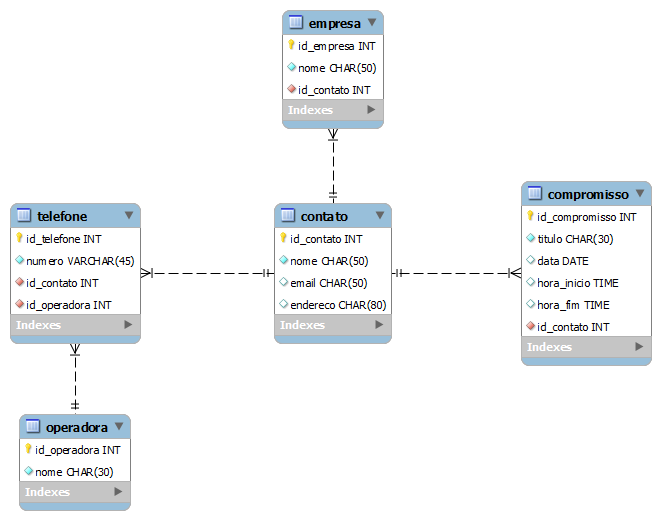 empresa
id_empresa INT
nome CHAR(50)
id_contato INT
Indexes
telefone
id_telefone INT
numero VARCHAR(45)
id_contato INT
id_operadora INT
Indexes
contato
id_contato INT
nome CHAR(50)
email CHAR(50)
endereco CHAR(80)
Indexes
compromisso
id_compromisso INT
titulo CHAR(30)
data DATE
hora_inicio TIME
hora_fim TIME
id_contato INT
Indexes
operadora
id_operadora INT
nome CHAR(30)
Indexes